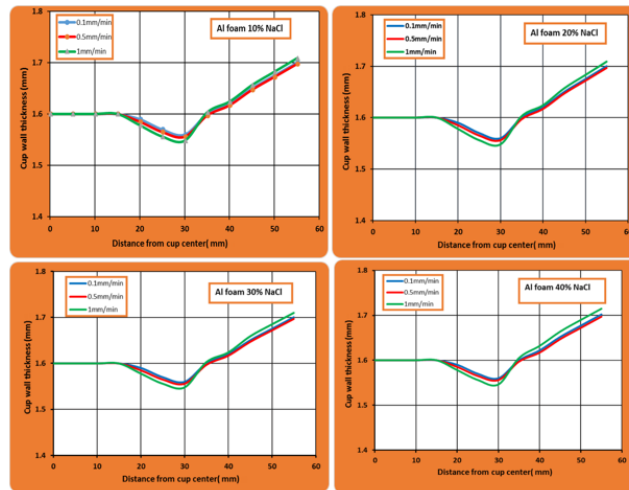 Al foam 10% NaCl
0.1mm/min
0.5mm/min
1mm/min
Cup wall thickness (mm)
1.8
1.7
1.6
1.5
1.4
0 10 20 30 40 50 60
Distance from cup center( mm)
Al foam 20% NaCl
0.1mm/min
0.5mm/min
1mm/min
Cup wall thickness (mm)
1.8
1.7
1.6
1.5
1.4
0 10 20 30 40 50 60
Distance from cup center( mm)
Al foam 30% NaCl
0.1mm/min
0.5mm/min
1mm/min
Cup wall thickness (mm)
1.8
1.7
1.6
1.5
1.4
0 10 20 30 40 50 60
Distance from cup center( mm)
Al foam 40% NaCl
0.1mm/min
0.5mm/min
1mm/min
Cup wall thickness (mm)
1.8
1.7
1.6
1.5
1.4
0 10 20 30 40 50 60
Distance from cup center( mm)